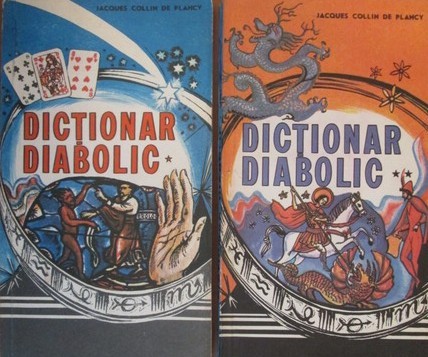 JACQUES COLLIN DE PLANCY
DICȚIONAR
DIABOLIC
JACQUES COLLIN DE PLANCY
DICȚIONAR
DIABOLIC